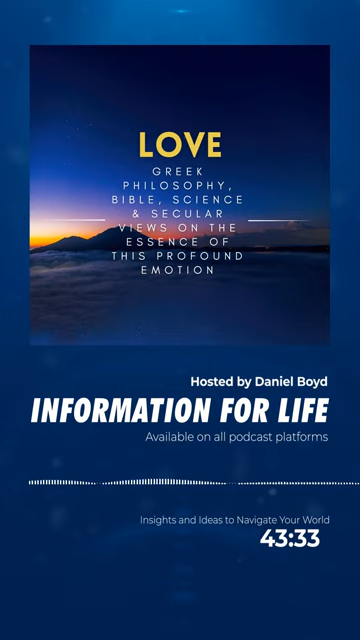 LOVE
GREEK
PHILOSOPHY,
BIBLE, SCIENCE
& SECULAR
VIEWS ON THE
ESSENCE OF
THIS PROFOUND
EMOTION
Hosted by Daniel Boyd
INFORMATION FOR LIFE
Available on all podcast platforms
Insights and Ideas to Navigate Your World
43:33